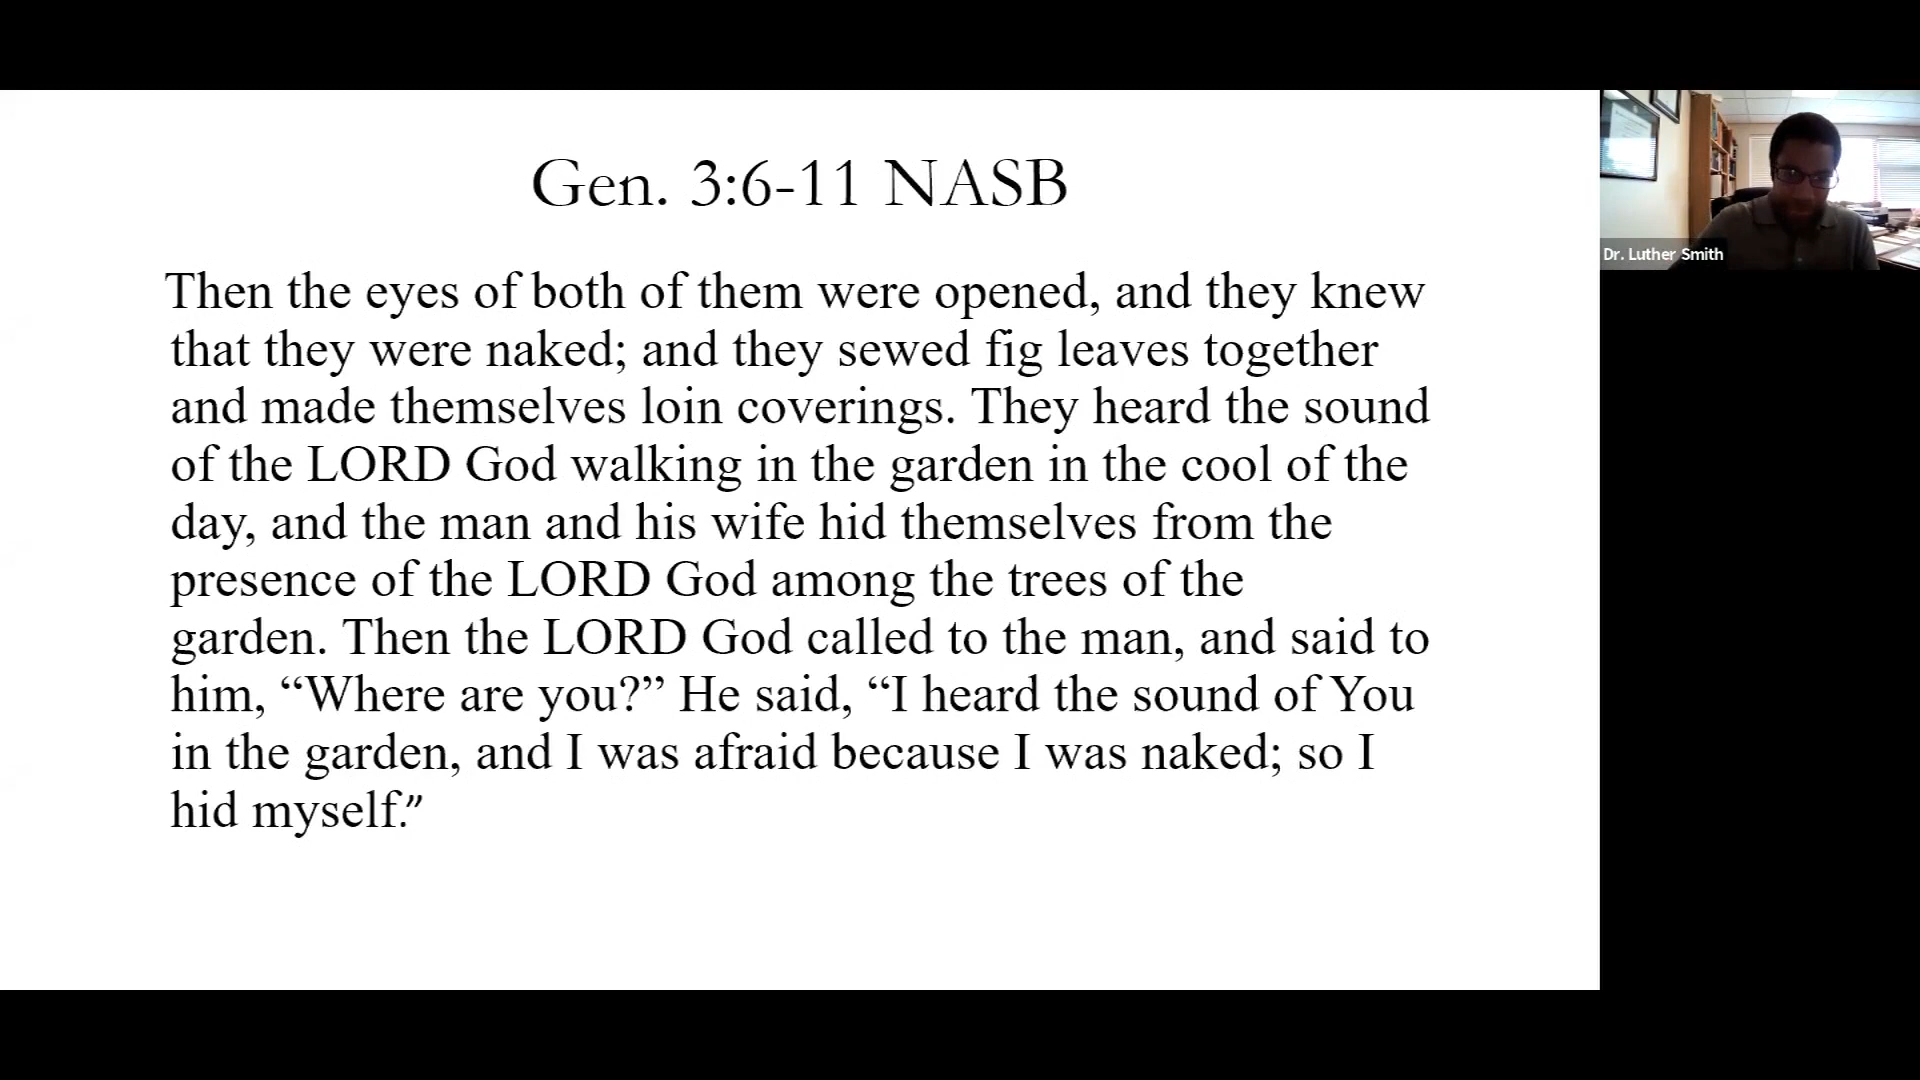 Gen. 3:6-11 NASB
Then the eyes of both of them were opened, and they knew
that they were naked; and they sewed fig leaves together
and made themselves loin coverings. They heard the sound
of the LORD God walking in the garden in the cool of the
day, and the man and his wife hid themselves from the
presence of the LORD God among the trees of the
garden. Then the LORD God called to the man, and said to
him, “Where are you?” He said, “I heard the sound of You
in the garden, and I was afraid because I was naked; so I
hid myself.”
Dr. Luther Smith